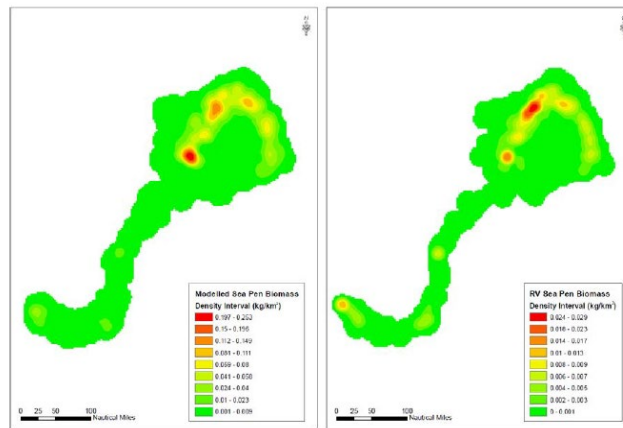 Modelled Sea Pen Biomass
Density Interval (kg/km²)
0.197 - 0.253
0.15 - 0.196
0.112 - 0.149
0.081 - 0.111
0.059 - 0.08
0.041 - 0.058
0.024 - 0.04
0.01 - 0.023
0.001 - 0.009
0 25 50 100
Nautical Miles
RV Sea Pen Biomass
Density Interval (kg/km²)
0.024 - 0.029
0.018 - 0.023
0.014 - 0.017
0.01 - 0.013
0.008 - 0.009
0.006 - 0.007
0.004 - 0.005
0.002 - 0.003
0 - 0.001
0 25 50 100
Nautical Miles